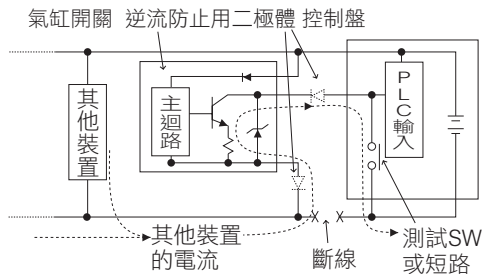 氣缸開關 逆流防止用二極體 控制盤
其他裝置
主迴路
PLC輸入
其他裝置
的電流
斷線
測試SW
或短路